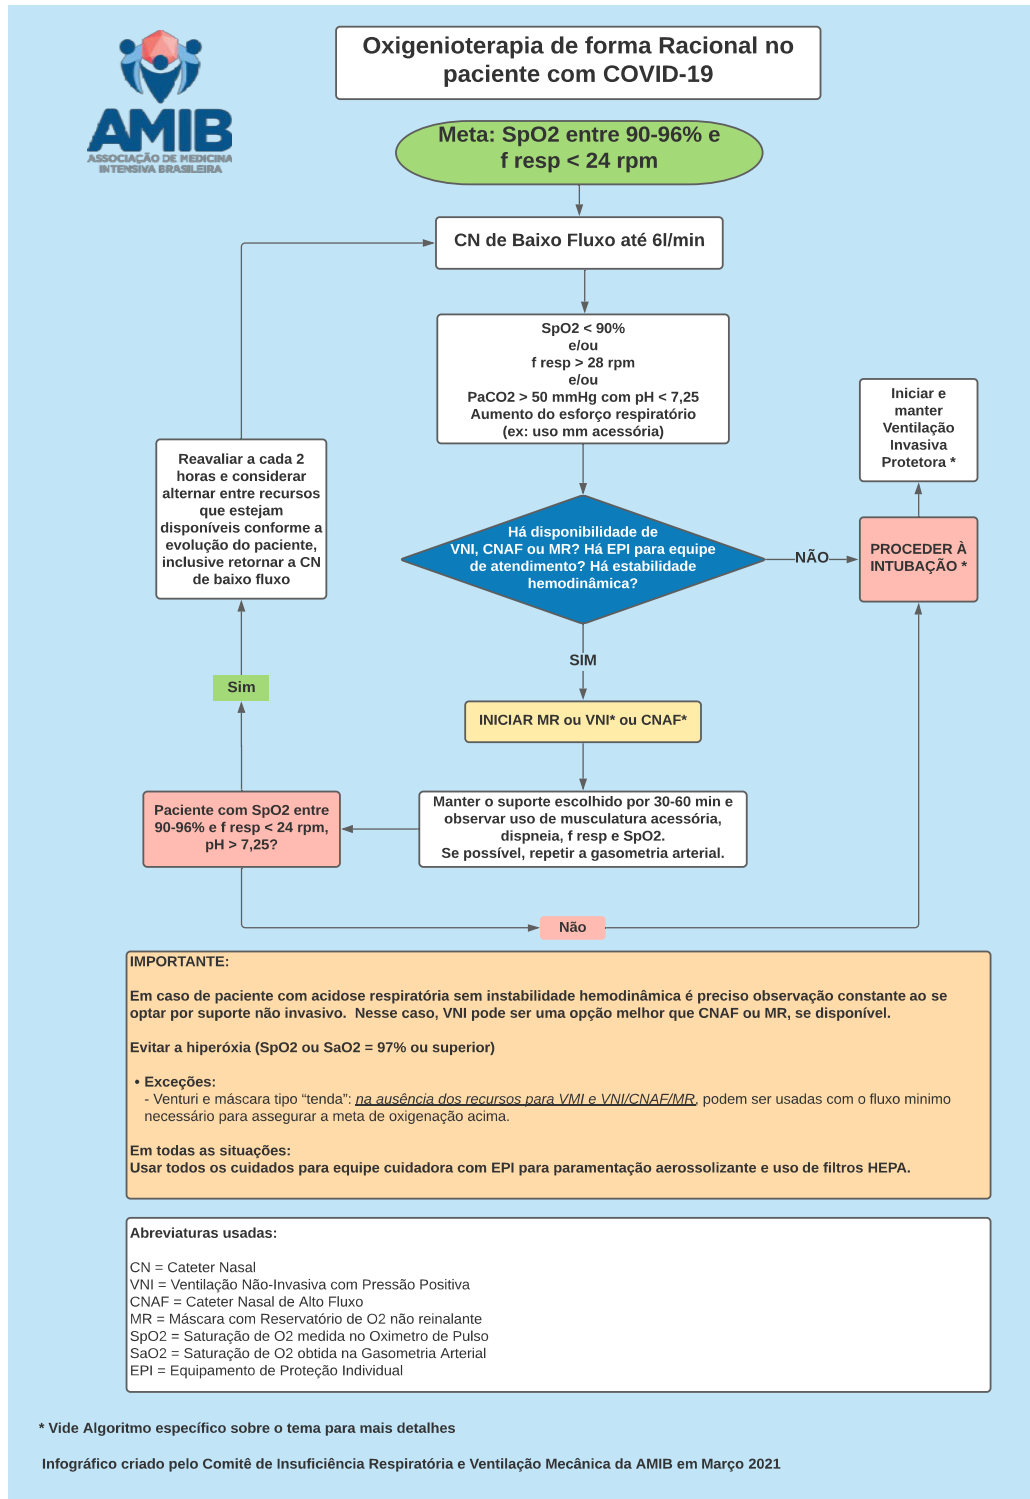 AMIB
ASSOCIAÇÃO DE MEDICINA
INTENSIVA BRASILEIRA
Oxigenioterapia de forma Racional no
paciente com COVID-19
Meta: SpO2 entre 90-96% e
f resp < 24 rpm
CN de Baixo Fluxo até 6l/min
SpO2 < 90%
e/ou
f resp > 28 rpm
e/ou
PaCO2 > 50 mmHg com pH < 7,25
Aumento do esforço respiratório
(ex: uso mm acessória)
Iniciar e
manter
Ventilação
Invasiva
Protetora *
Reavaliar a cada 2
horas e considerar
alternar entre recursos
que estejam
disponíveis conforme a
evolução do paciente,
inclusive retornar a CN
de baixo fluxo
Há disponibilidade de
VNI, CNAF ou MR? Há EPI para equipe
de atendimento? Há estabilidade
hemodinâmica?
NÃO
PROCEDER À
INTUBAÇÃO *
SIM
Sim
INICIAR MR ou VNI* ou CNAF*
Manter o suporte escolhido por 30-60 min e
observar uso de musculatura acessória,
dispneia, f resp e SpO2.
Se possível, repetir a gasometria arterial.
Paciente com SpO2 entre
90-96% e f resp < 24 rpm,
pH > 7,25?
Não
IMPORTANTE:
Em caso de paciente com acidose respiratória sem instabilidade hemodinâmica é preciso observação constante ao se
optar por suporte não invasivo.  Nesse caso, VNI pode ser uma opção melhor que CNAF ou MR, se disponível.
Evitar a hiperóxia (SpO2 ou SaO2 = 97% ou superior)
• Exceções:
- Venturi e máscara tipo “tenda”: na ausência dos recursos para VMI e VNI/CNAF/MR, podem ser usadas com o fluxo minimo
necessário para assegurar a meta de oxigenação acima.
Em todas as situações:
Usar todos os cuidados para equipe cuidadora com EPI para paramentação aerossolizante e uso de filtros HEPA.
Abreviaturas usadas:
CN = Cateter Nasal
VNI = Ventilação Não-Invasiva com Pressão Positiva
CNAF = Cateter Nasal de Alto Fluxo
MR = Máscara com Reservatório de O2 não reinalante
SpO2 = Saturação de O2 medida no Oximetro de Pulso
SaO2 = Saturação de O2 obtida na Gasometria Arterial
EPI = Equipamento de Proteção Individual
* Vide Algoritmo específico sobre o tema para mais detalhes
Infográfico criado pelo Comitê de Insuficiência Respiratória e Ventilação Mecânica da AMIB em Março 2021